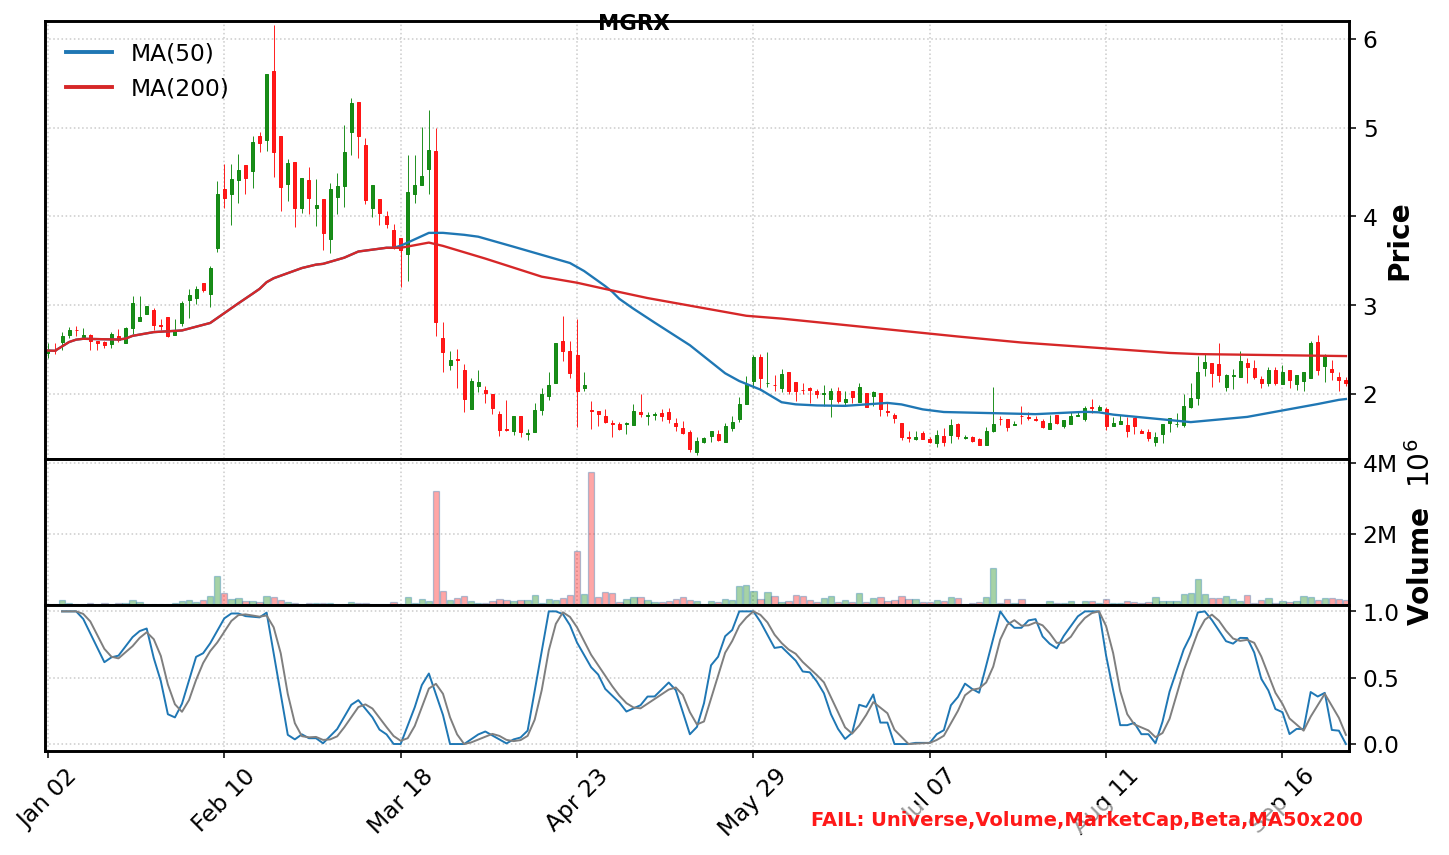 MGRX
MA(50)
MA(200)
6
5
4
3
2
Price
4M
2M
Volume 10^6
1.0
0.5
0.0
Jan 02
Feb 10
Mar 18
Apr 23
May 29
Jul 07
Aug 11
Sep 16
FAIL: Universe,Volume,MarketCap,Beta,MA50x200